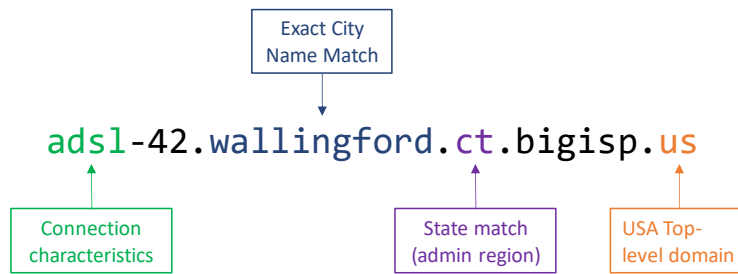 Exact City
Name Match
adsl-42.wallingford.ct.bigisp.us
Connection
characteristics
State match
(admin region)
USA Top-
level domain